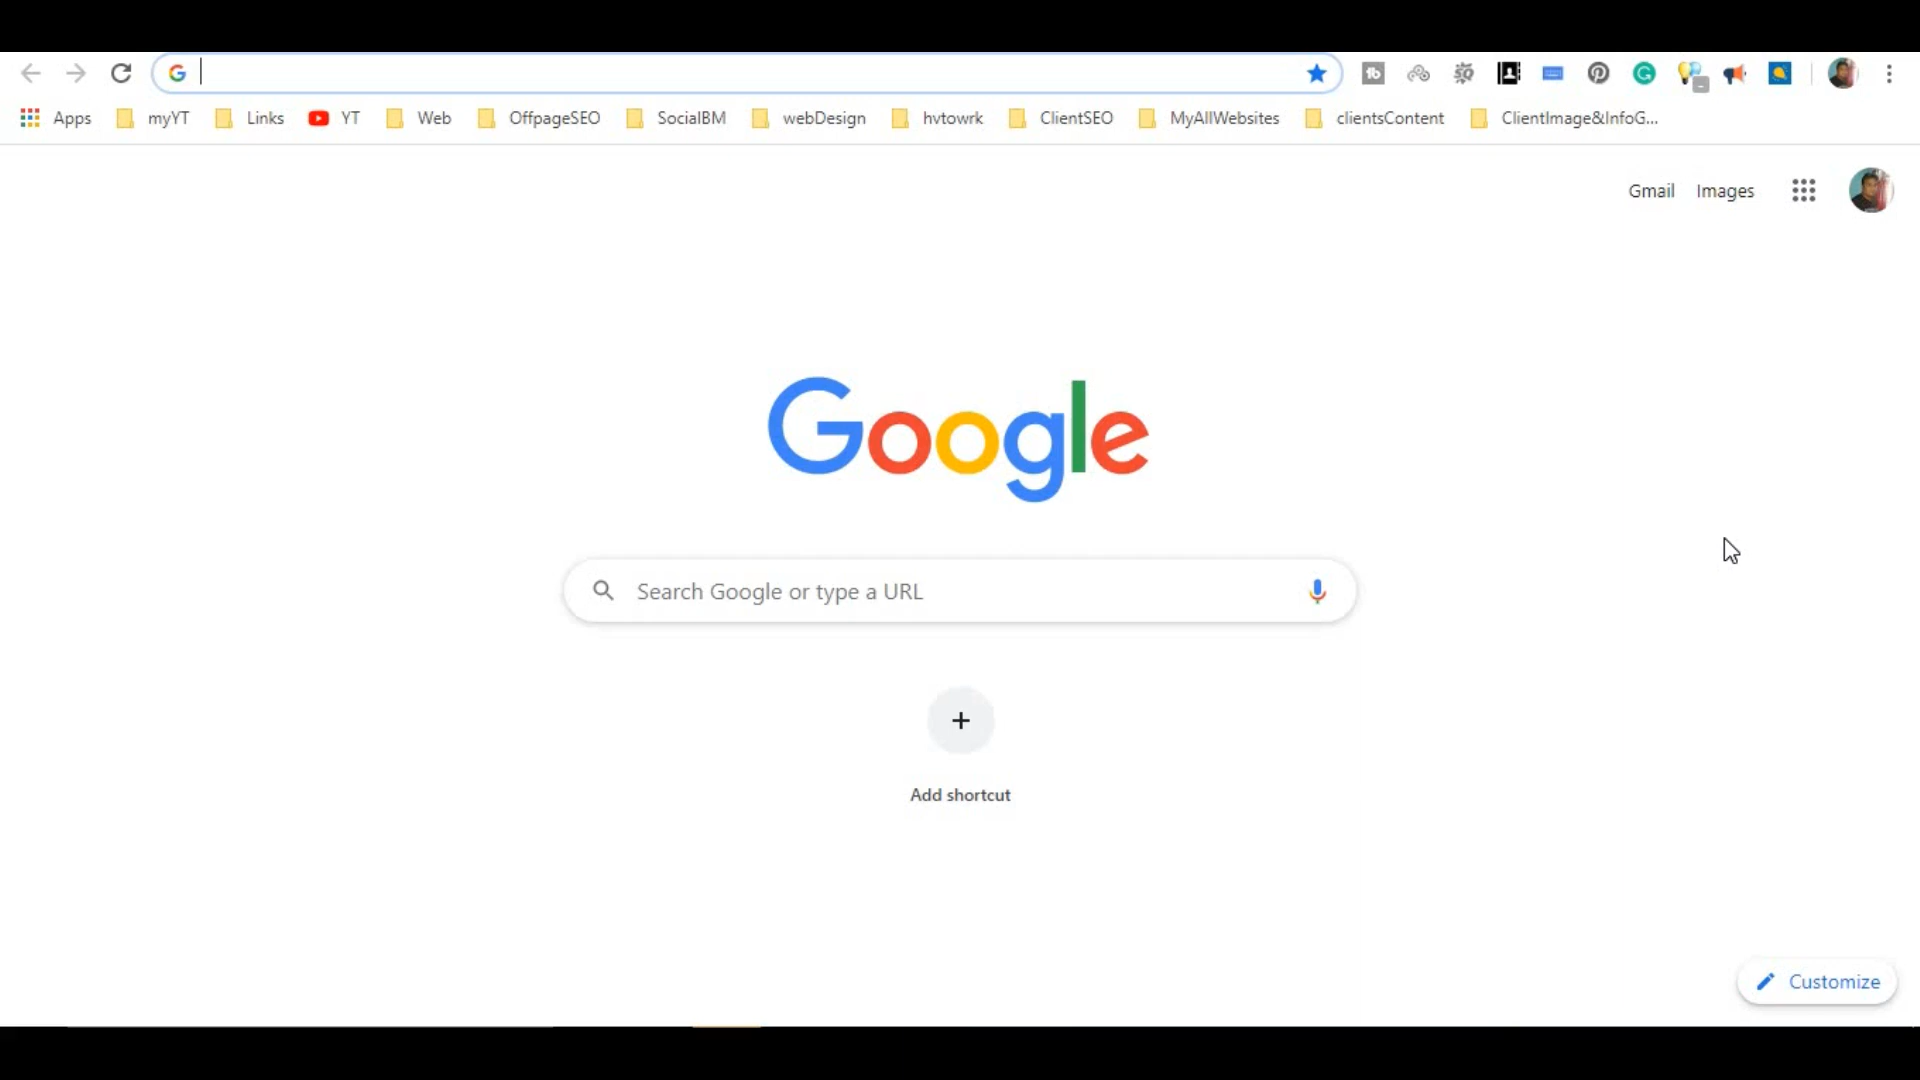 Apps myYT Links YT Web OffpageSEO SocialBM webDesign hvtowrk ClientSEO MyAllWebsites clientsContent ClientImage&InfoG...
Gmail Images
Google
Search Google or type a URL
Add shortcut
Customize